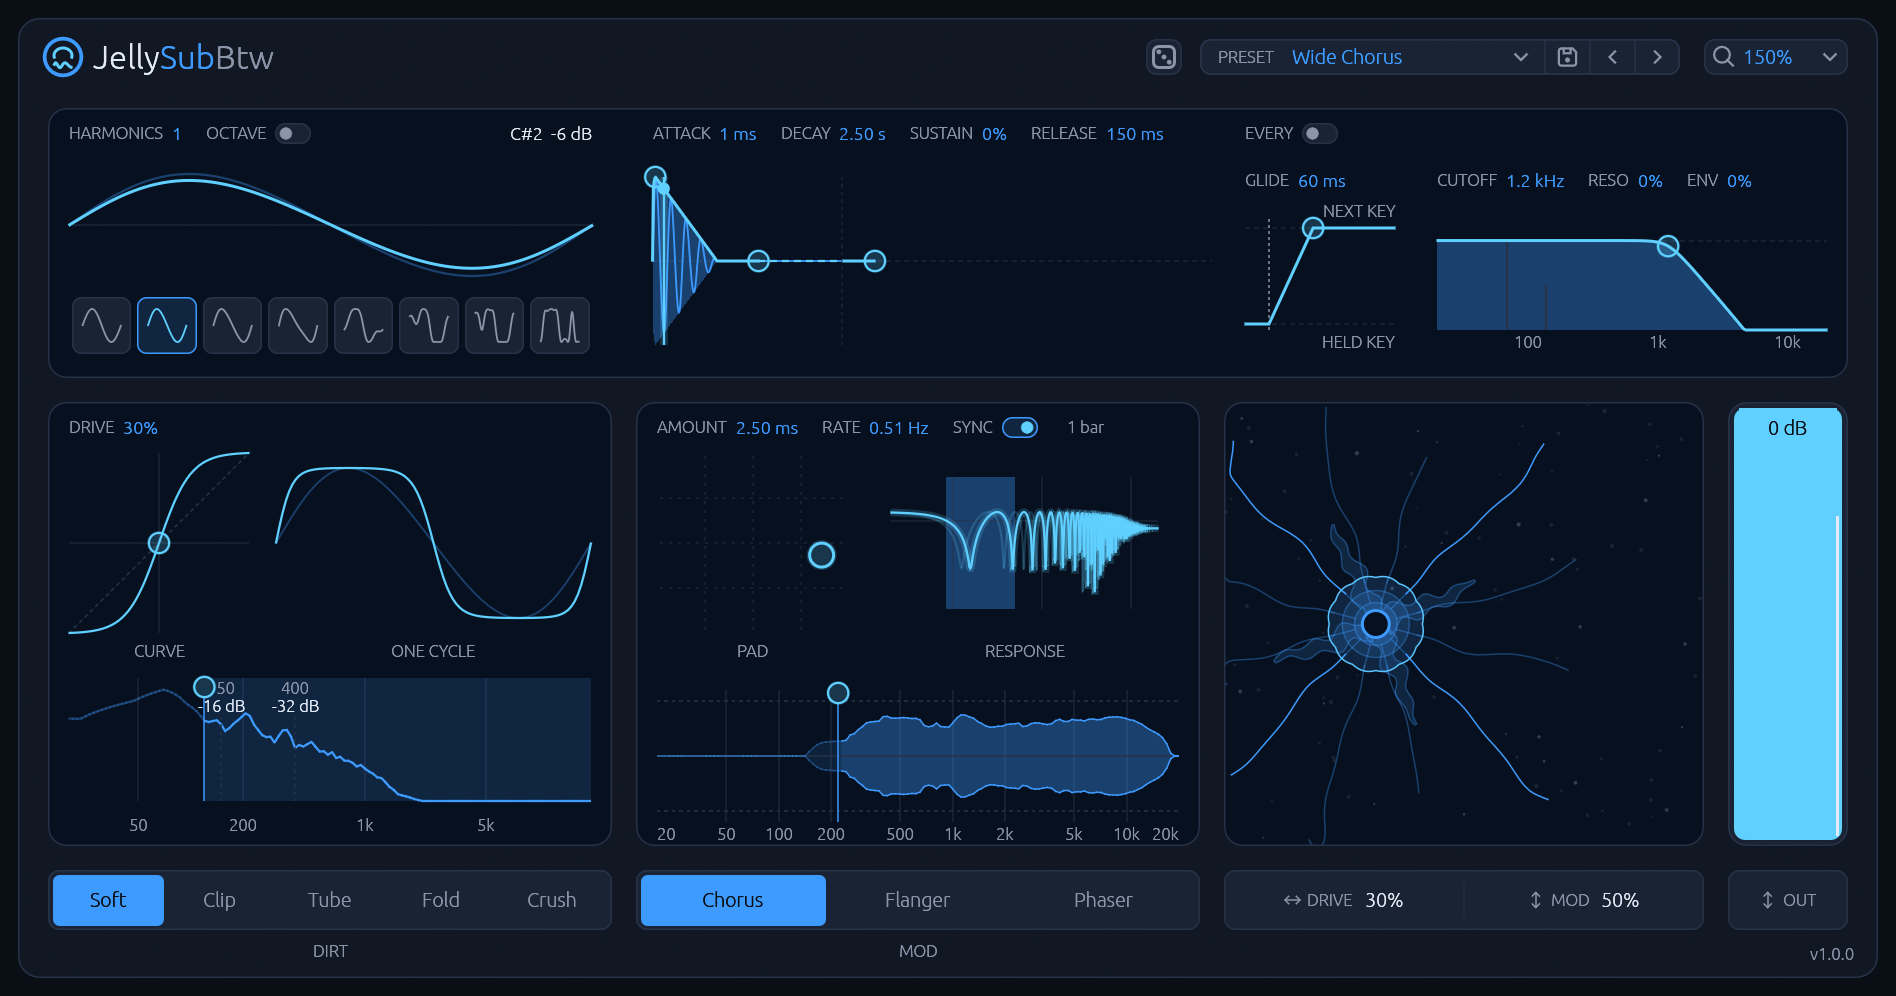 JellySubBtw
PRESET Wide Chorus
150%
HARMONICS 1 OCTAVE C#2 -6 dB
ATTACK 1 ms DECAY 2.50 s SUSTAIN 0% RELEASE 150 ms
EVERY
GLIDE 60 ms
CUTOFF 1.2 kHz RESO 0% ENV 0%
NEXT KEY
HELD KEY
100 1k 10k
DRIVE 30%
CURVE ONE CYCLE
50 400
-16 dB -32 dB
50 200 1k 5k
AMOUNT 2.50 ms RATE 0.51 Hz SYNC 1 bar
PAD RESPONSE
20 50 100 200 500 1k 2k 5k 10k 20k
0 dB
Soft Clip Tube Fold Crush
DIRT
Chorus Flanger Phaser
MOD
DRIVE 30% MOD 50%
OUT
v1.0.0